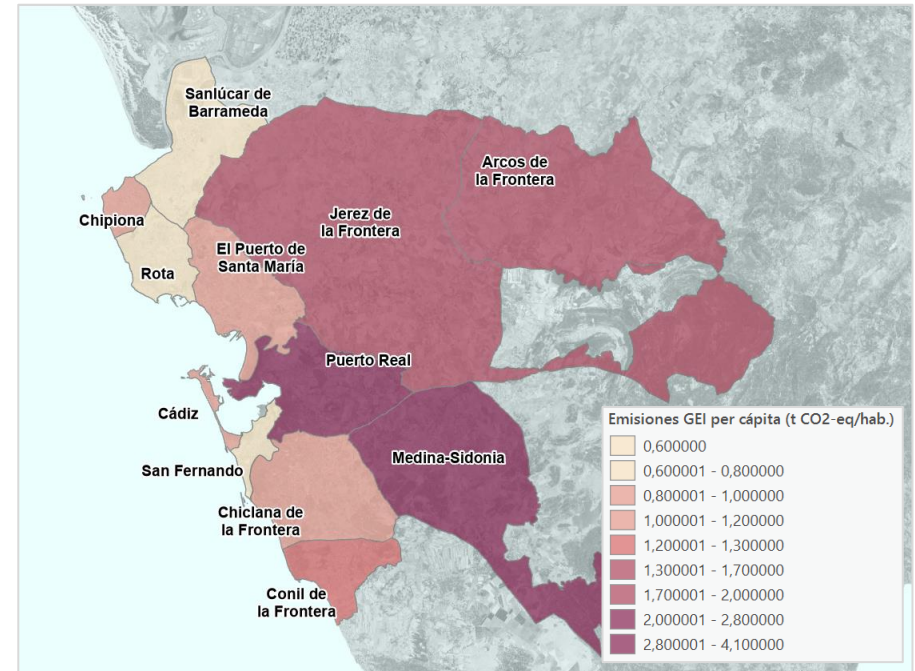 Sanlúcar de
Barrameda
Arcos de
la Frontera
Chipiona
Jerez de
la Frontera
El Puerto de
Santa María
Rota
Puerto Real
Cádiz
San Fernando
Medina-Sidonia
Chiclana de
la Frontera
Conil de
la Frontera
Emisiones GEI per cápita (t CO2-eq/hab.)
0,600000
0,600001 - 0,800000
0,800001 - 1,000000
1,000001 - 1,200000
1,200001 - 1,300000
1,300001 - 1,700000
1,700001 - 2,000000
2,000001 - 2,800000
2,800001 - 4,100000